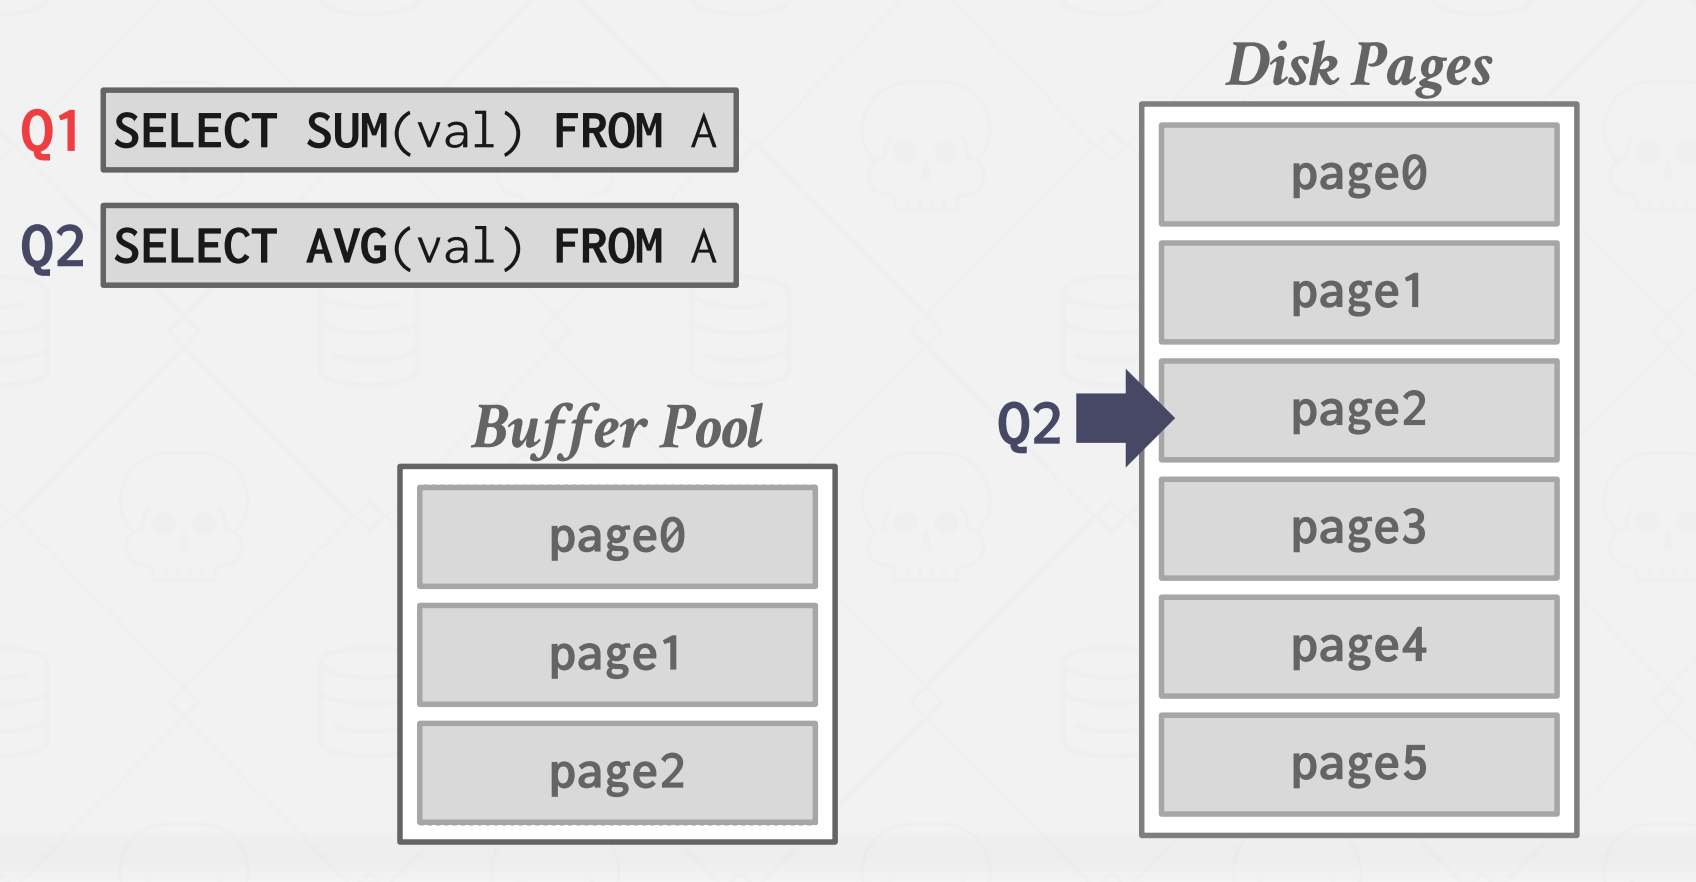 Q1 SELECT SUM(val) FROM A
Q2 SELECT AVG(val) FROM A
Buffer Pool
page0
page1
page2
Disk Pages
page0
page1
Q2 page2
page3
page4
page5